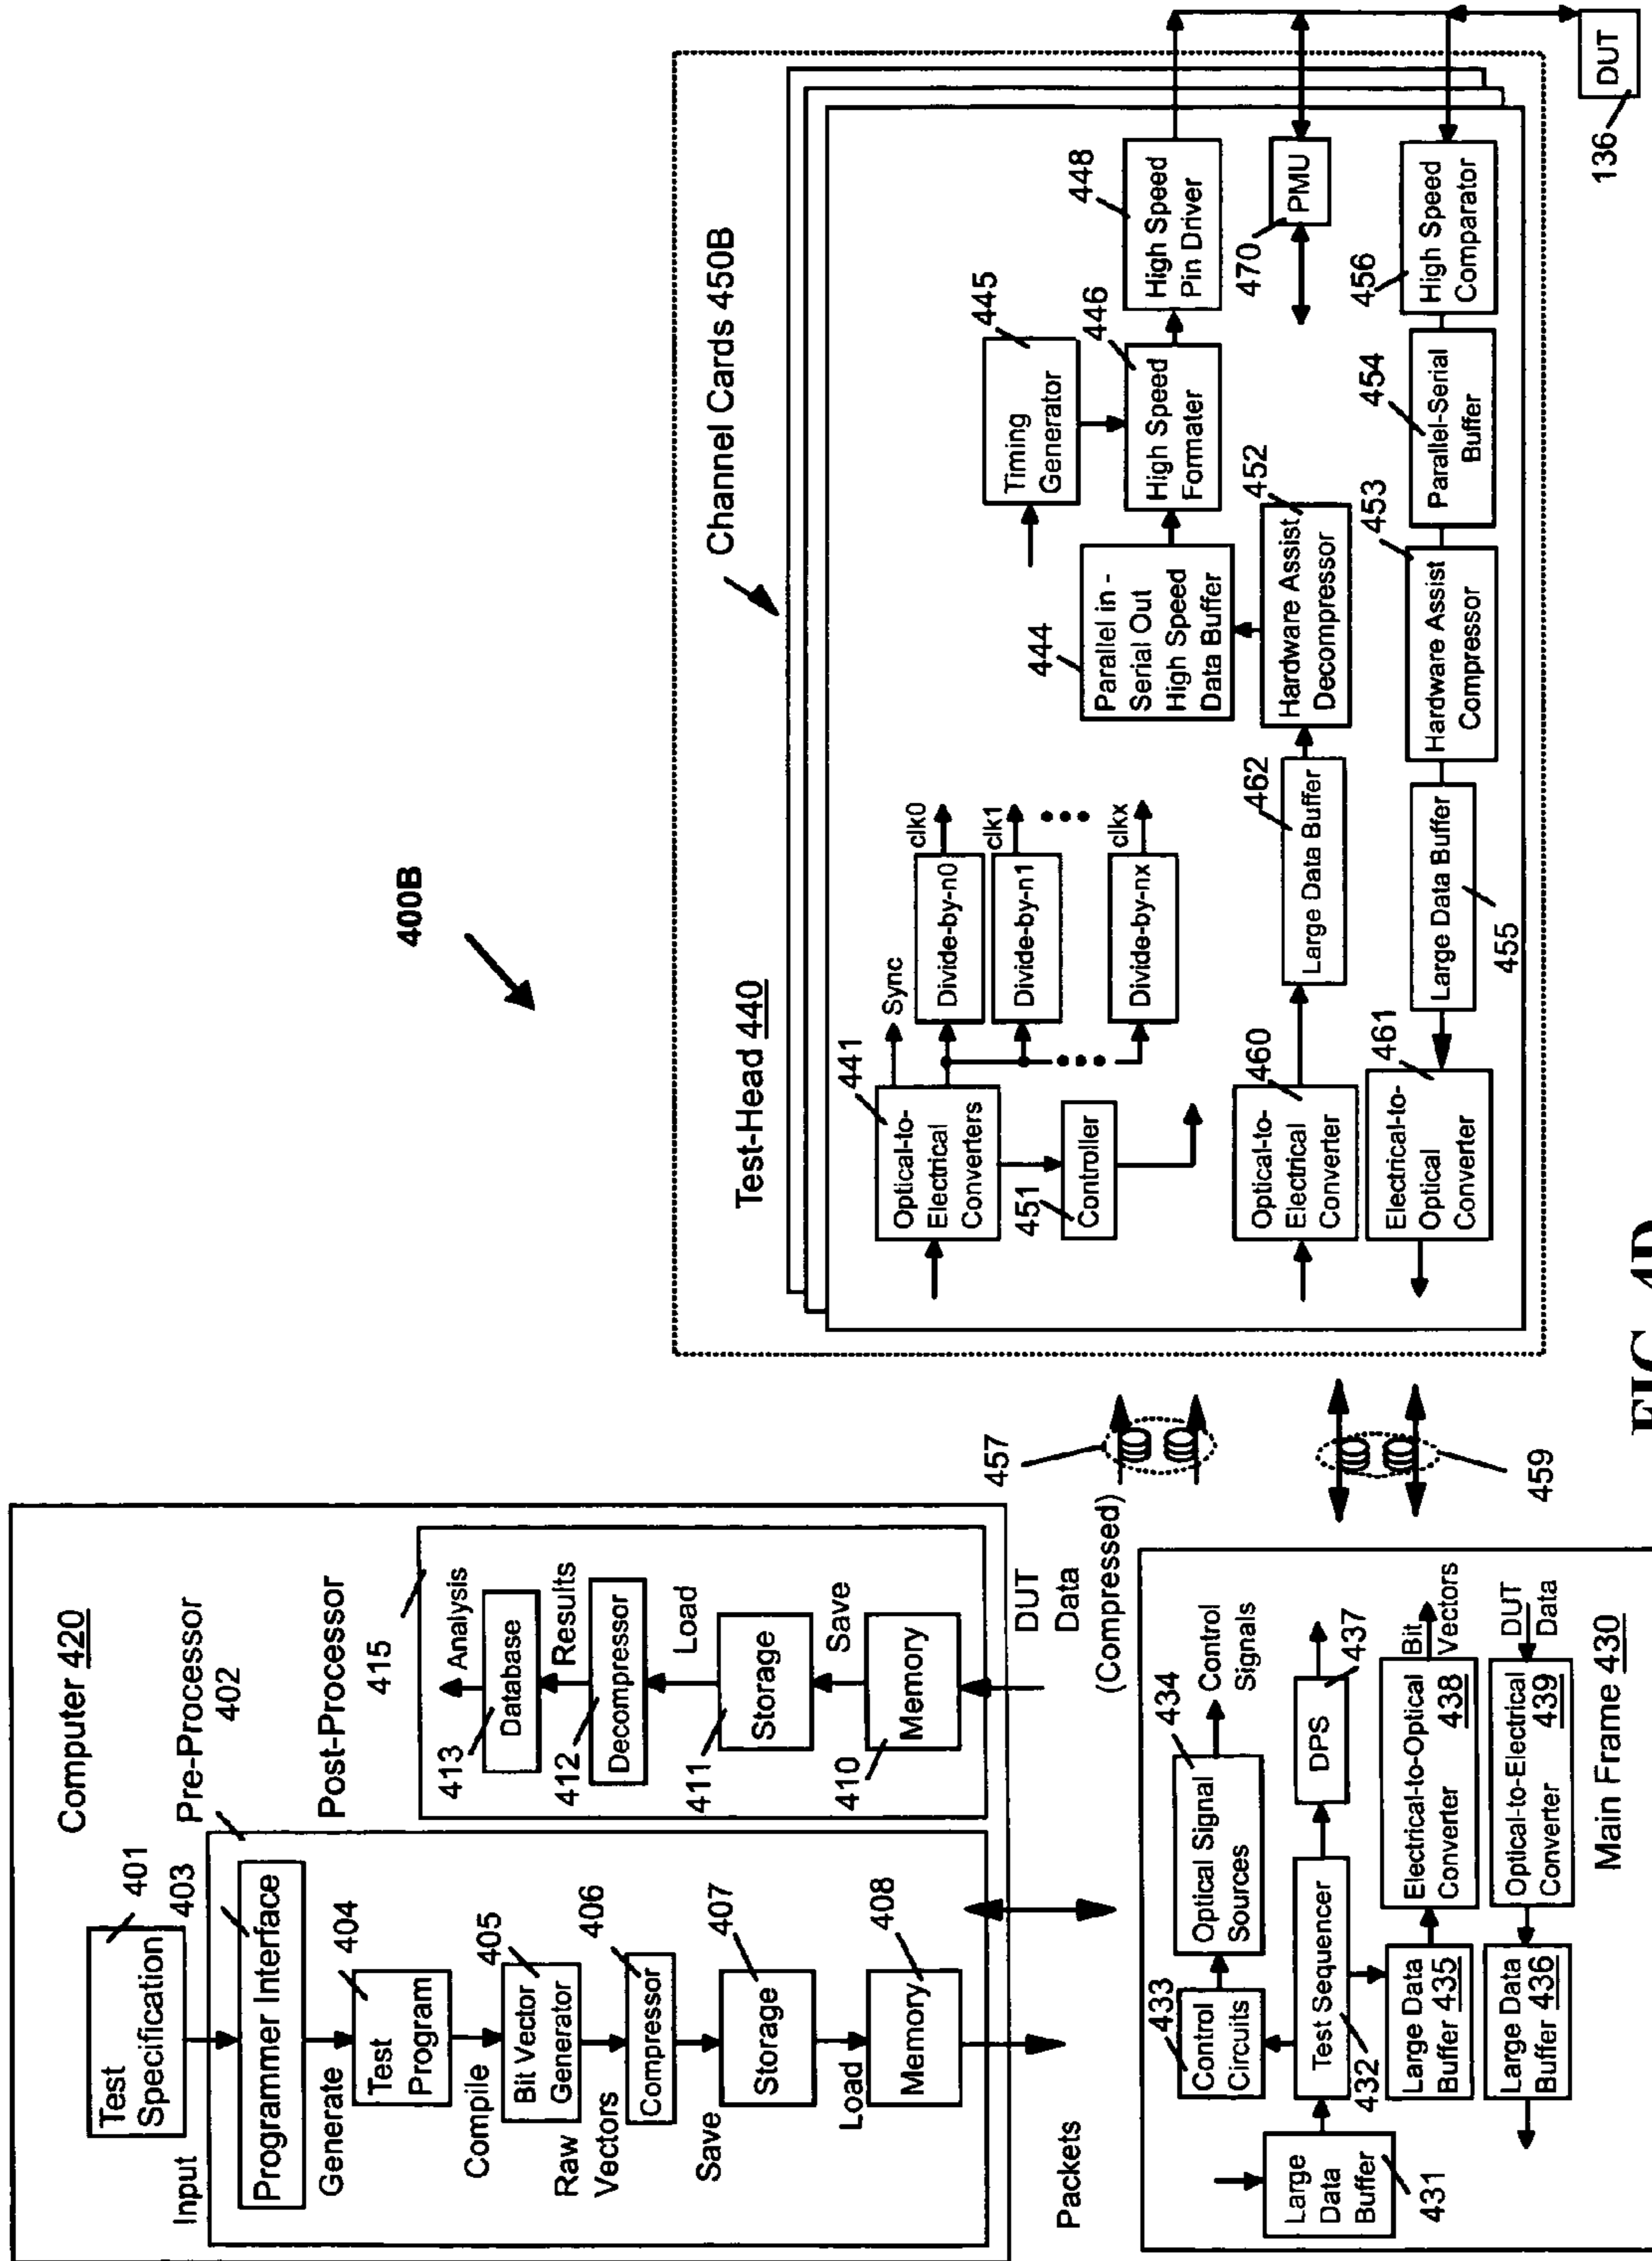 400B
Computer 420
Test
Specification
401
Input
Pre-Processor
402
403
Programmer Interface
Generate
404
Test
Program
Compile
405
Bit Vector
Generator
Raw
Vectors
406
Compressor
Save
407
Storage
Load
408
Memory
Packets
Post-Processor
415
Analysis
413
Database
Results
412
Decompressor
Load
411
Storage
Save
410
Memory
DUT
Data
(Compressed)
457
459
Main Frame 430
Large
Data
Buffer
431
433
Control
Circuits
434
Optical Signal
Sources
Control
Signals
Test Sequencer
432
DPS
437
Large Data
Buffer 435
Electrical-to-Optical
Converter 438
Bit
Vectors
Large Data
Buffer 436
Optical-to-Electrical
Converter 439
DUT
Data
Test-Head 440
Channel Cards 450B
441
Optical-to-
Electrical
Converters
Sync
Divide-by-n0
clk0
Divide-by-n1
clk1
Divide-by-nx
clkx
451
Controller
460
Optical-to-
Electrical
Converter
462
Large Data Buffer
452
Hardware Assist
Decompressor
444
Parallel in -
Serial Out
High Speed
Data Buffer
445
Timing
Generator
446
High Speed
Formater
448
High Speed
Pin Driver
470
PMU
461
Electrical-to-
Optical
Converter
Large Data Buffer
455
453
Hardware Assist
Compressor
454
Parallel-Serial
Buffer
456
High Speed
Comparator
136
DUT